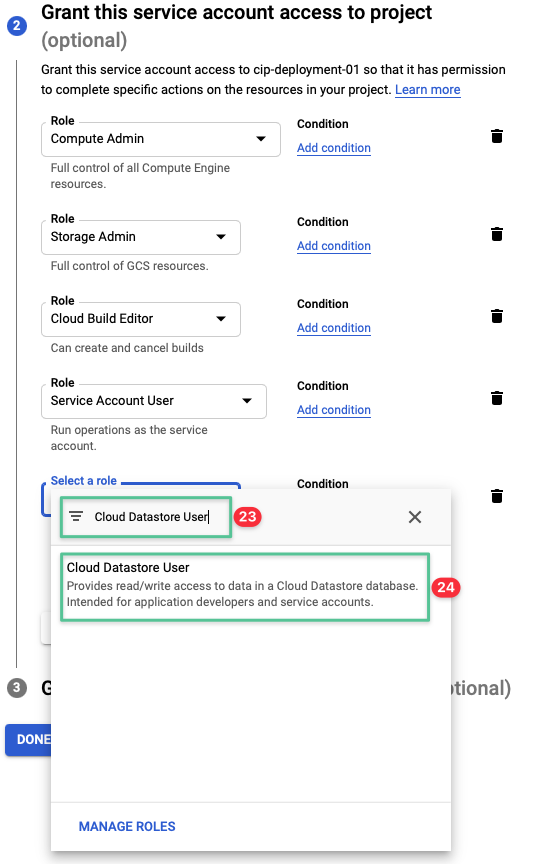 2
Grant this service account access to project
(optional)
Grant this service account access to cip-deployment-01 so that it has permission
to complete specific actions on the resources in your project. Learn more
Role
Compute Admin
Condition
Add condition
Full control of all Compute Engine
resources.
Role
Storage Admin
Condition
Add condition
Full control of GCS resources.
Role
Cloud Build Editor
Condition
Add condition
Can create and cancel builds
Role
Service Account User
Condition
Add condition
Run operations as the service
account.
Select a role
Condition
Cloud Datastore User
23
Cloud Datastore User
Provides read/write access to data in a Cloud Datastore database.
Intended for application developers and service accounts.
24
3
G
otional)
DONE
MANAGE ROLES